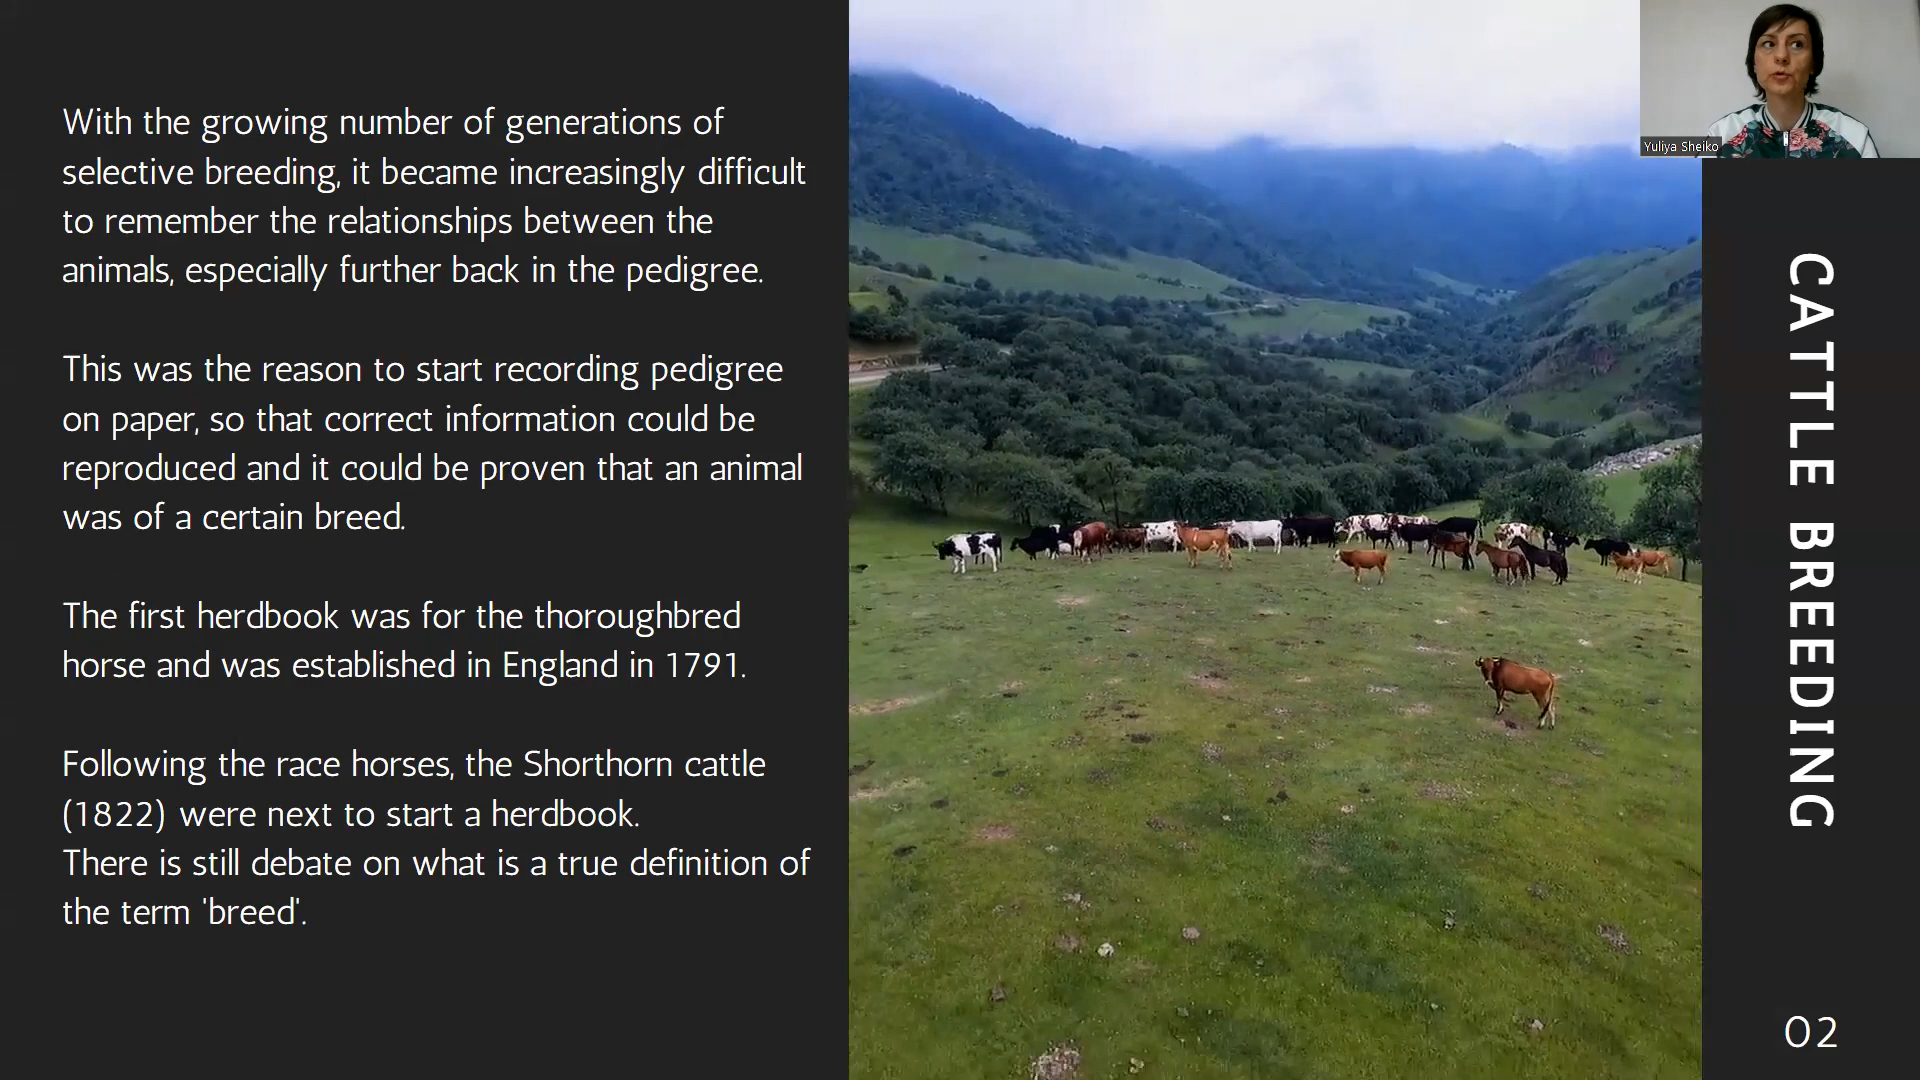 With the growing number of generations of
selective breeding, it became increasingly difficult
to remember the relationships between the
animals, especially further back in the pedigree.
This was the reason to start recording pedigree
on paper, so that correct information could be
reproduced and it could be proven that an animal
was of a certain breed.
The first herdbook was for the thoroughbred
horse and was established in England in 1791.
Following the race horses, the Shorthorn cattle
(1822) were next to start a herdbook.
There is still debate on what is a true definition of
the term 'breed'.
Yuliya Sheiko
CATTLE BREEDING
02